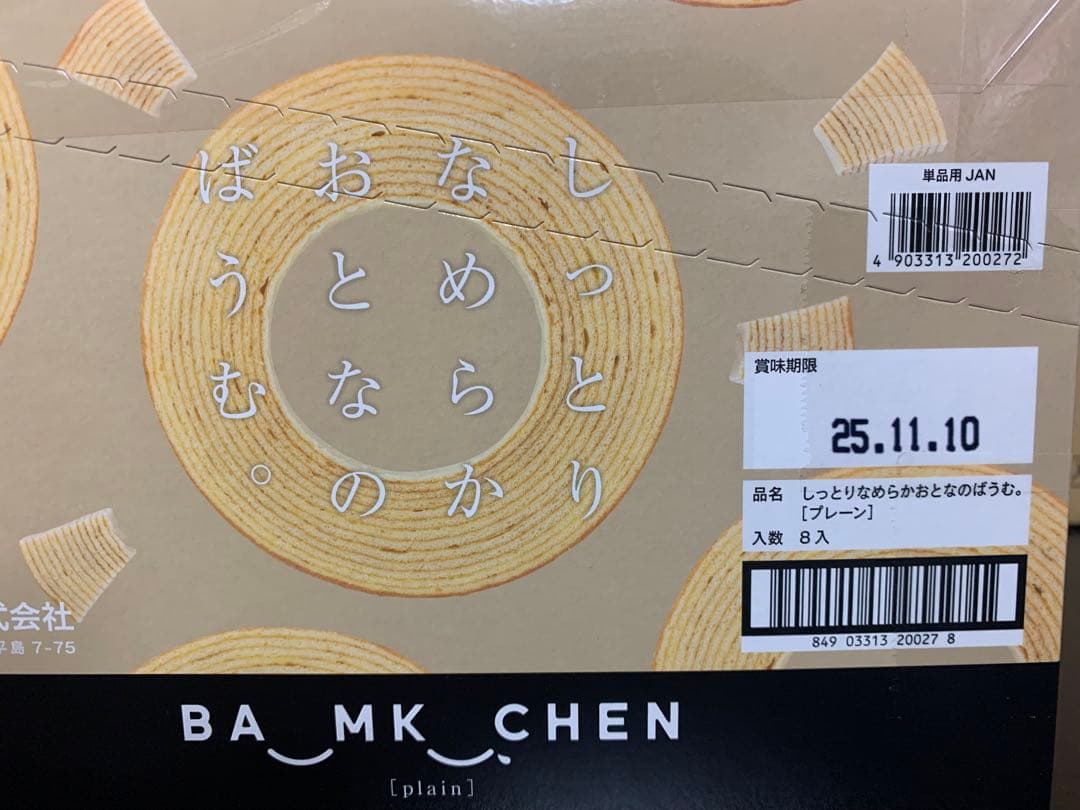 しっとり
なめらか
おとなの
ばうむ。
単品用 JAN
4 903313 200272
賞味期限
25.11.10
品名 しっとりなめらかおとなのばうむ。
[プレーン]
入数 8入
849 03313 20027 8
式会社
平島 7-75
BA MK CHEN
[plain]